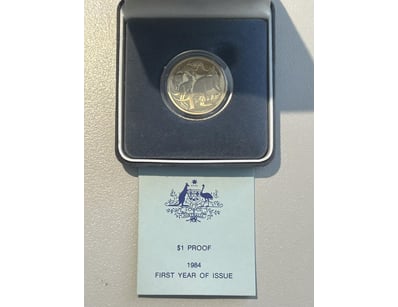 $1 PROOF
1984
FIRST YEAR OF ISSUE